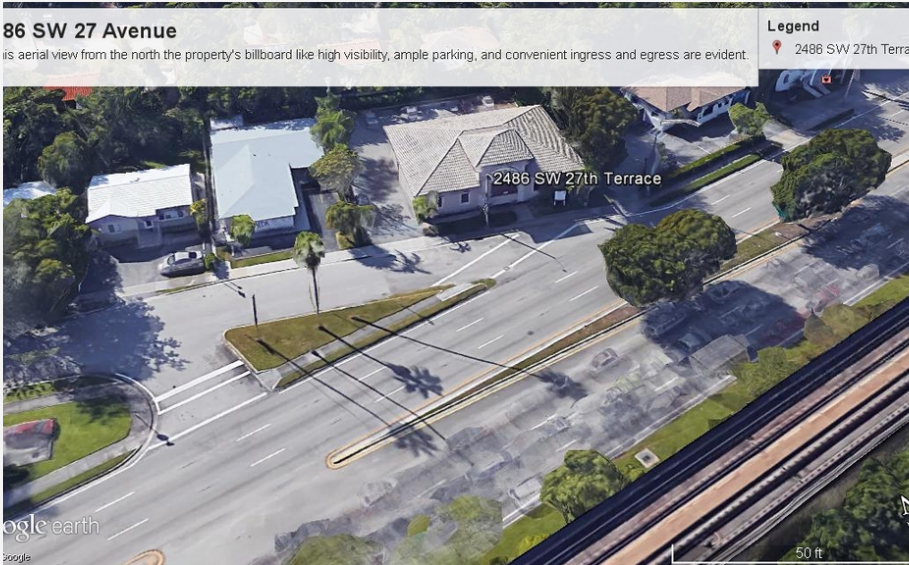 86 SW 27 Avenue
is aerial view from the north the property's billboard like high visibility, ample parking, and convenient ingress and egress are evident.
Legend
2486 SW 27th Terra
2486 SW 27th Terrace
ogle earth
Google
50 ft